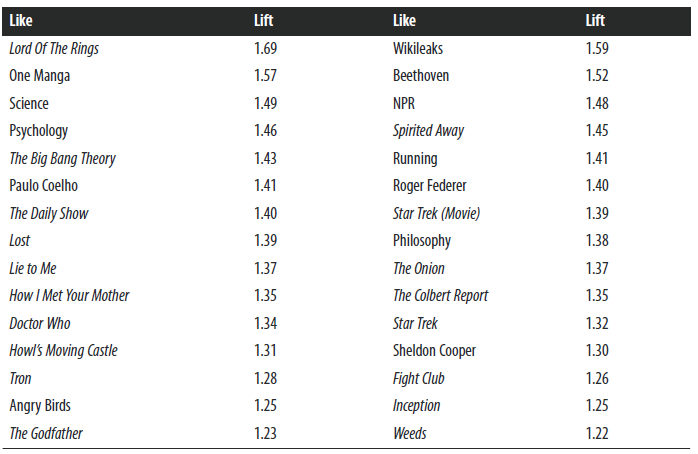 Like Lift Like Lift
Lord Of The Rings 1.69 Wikileaks 1.59
One Manga 1.57 Beethoven 1.52
Science 1.49 NPR 1.48
Psychology 1.46 Spirited Away 1.45
The Big Bang Theory 1.43 Running 1.41
Paulo Coelho 1.41 Roger Federer 1.40
The Daily Show 1.40 Star Trek (Movie) 1.39
Lost 1.39 Philosophy 1.38
Lie to Me 1.37 The Onion 1.37
How I Met Your Mother 1.35 The Colbert Report 1.35
Doctor Who 1.34 Star Trek 1.32
Howl's Moving Castle 1.31 Sheldon Cooper 1.30
Tron 1.28 Fight Club 1.26
Angry Birds 1.25 Inception 1.25
The Godfather 1.23 Weeds 1.22